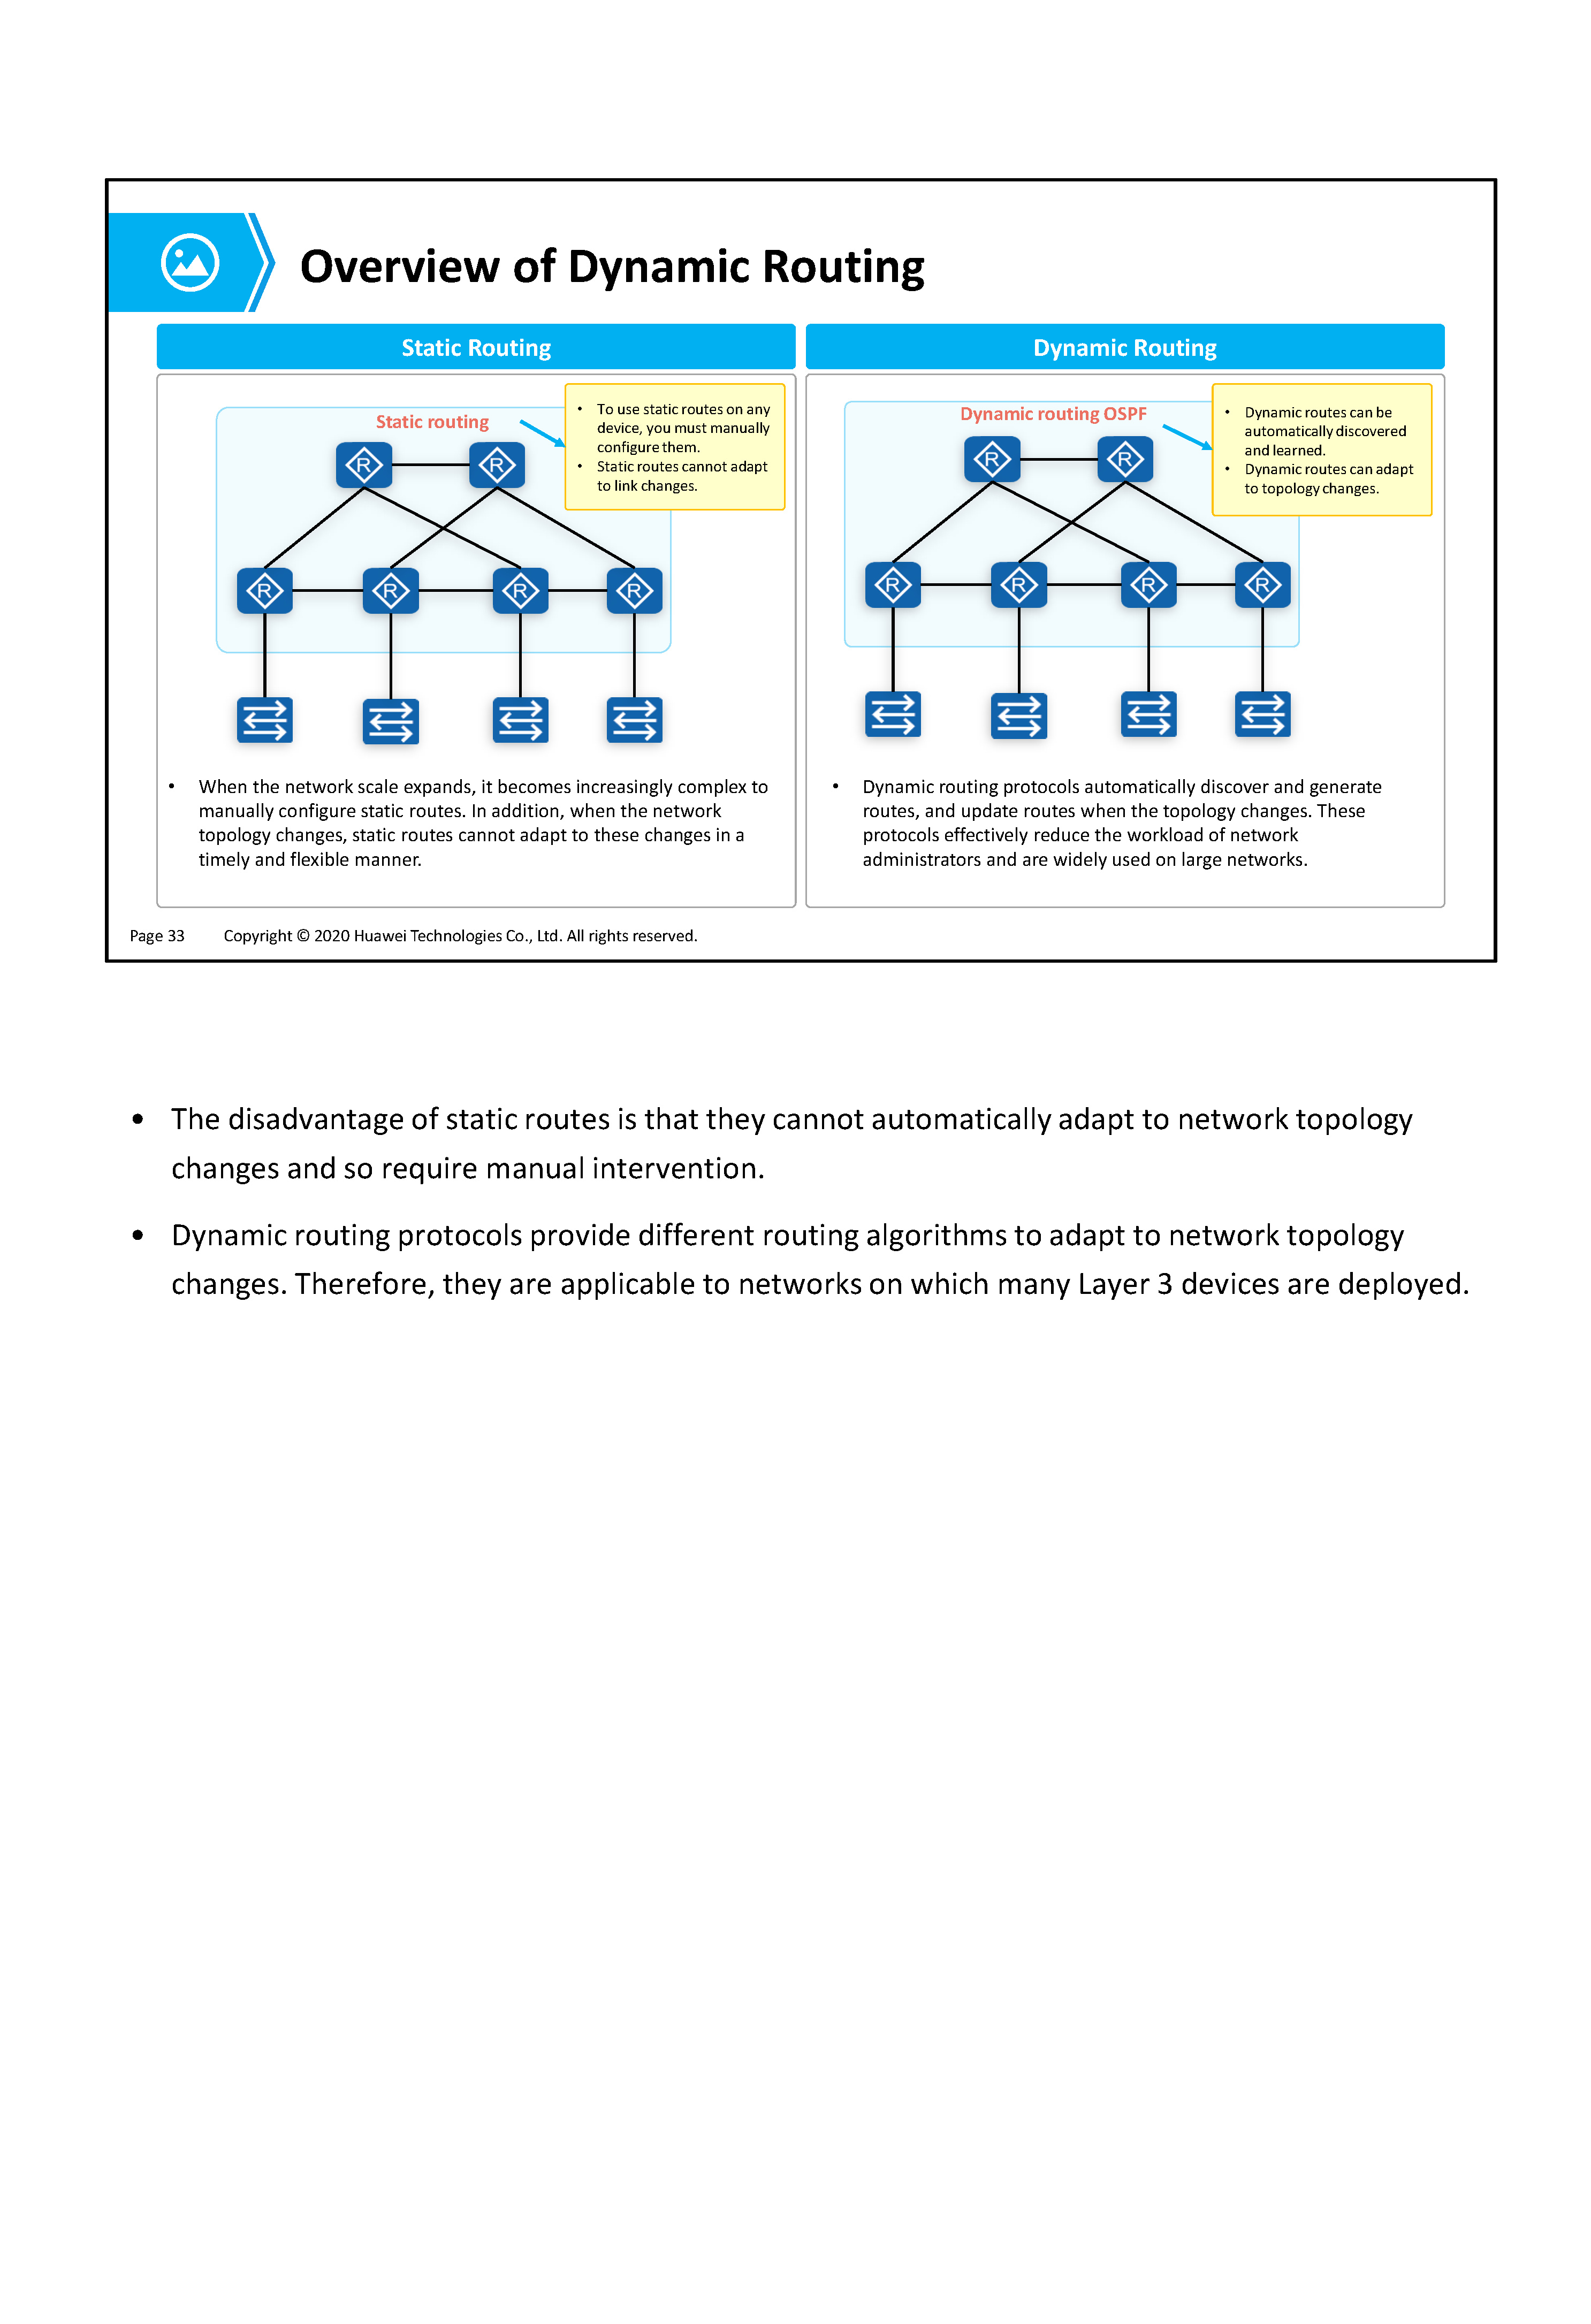 Overview of Dynamic Routing
Static Routing
Static routing
• To use static routes on any
device, you must manually
configure them.
• Static routes cannot adapt
to link changes.
R
R
R
R
R
R
• When the network scale expands, it becomes increasingly complex to
manually configure static routes. In addition, when the network
topology changes, static routes cannot adapt to these changes in a
timely and flexible manner.
Dynamic Routing
Dynamic routing OSPF
• Dynamic routes can be
automatically discovered
and learned.
• Dynamic routes can adapt
to topology changes.
R
R
R
R
R
R
• Dynamic routing protocols automatically discover and generate
routes, and update routes when the topology changes. These
protocols effectively reduce the workload of network
administrators and are widely used on large networks.
Page 33 Copyright © 2020 Huawei Technologies Co., Ltd. All rights reserved.
• The disadvantage of static routes is that they cannot automatically adapt to network topology
changes and so require manual intervention.
• Dynamic routing protocols provide different routing algorithms to adapt to network topology
changes. Therefore, they are applicable to networks on which many Layer 3 devices are deployed.